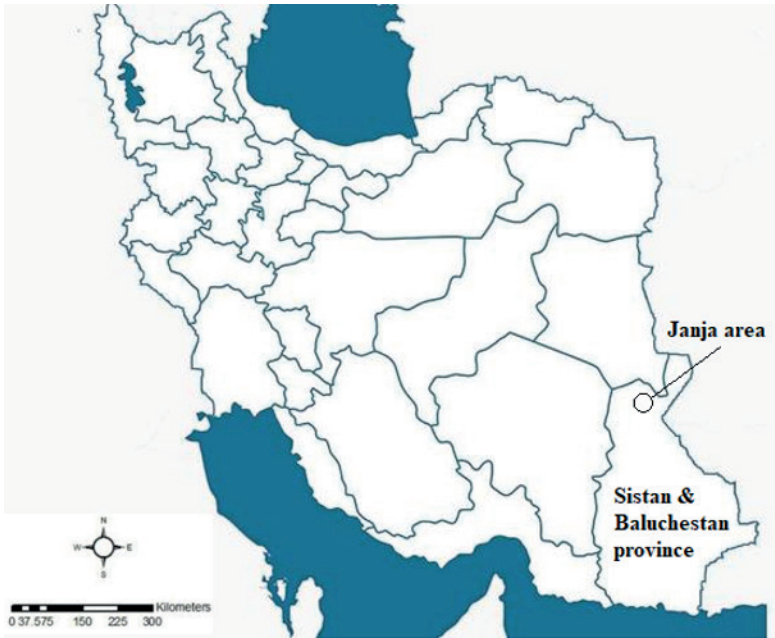 Janja area
Sistan &
Baluchestan
province
N
W E
S
Kilometers
0 37.575 150 225 300